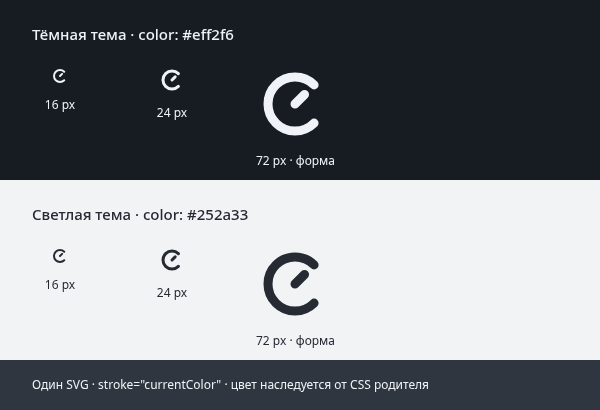 Тёмная тема · color: #eff2f6
16 px
24 px
72 px · форма
Светлая тема · color: #252a33
16 px
24 px
72 px · форма
Один SVG · stroke="currentColor" · цвет наследуется от CSS родителя